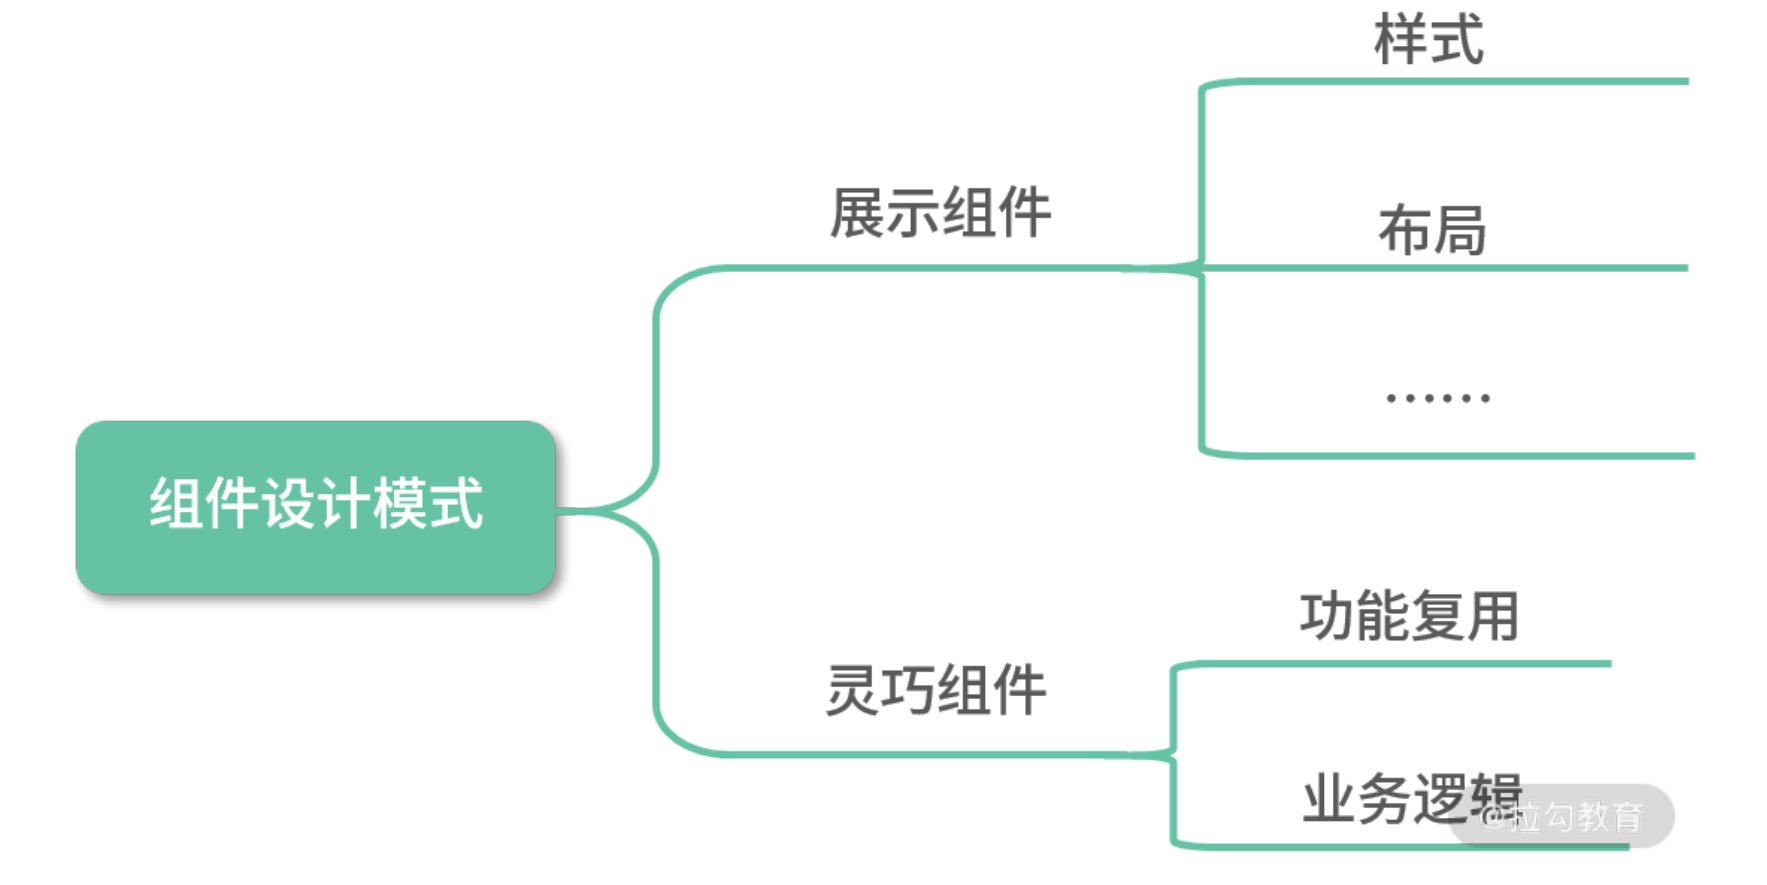 样式
展示组件
布局
……
组件设计模式
功能复用
灵巧组件
业务逻辑
@拉勾教育